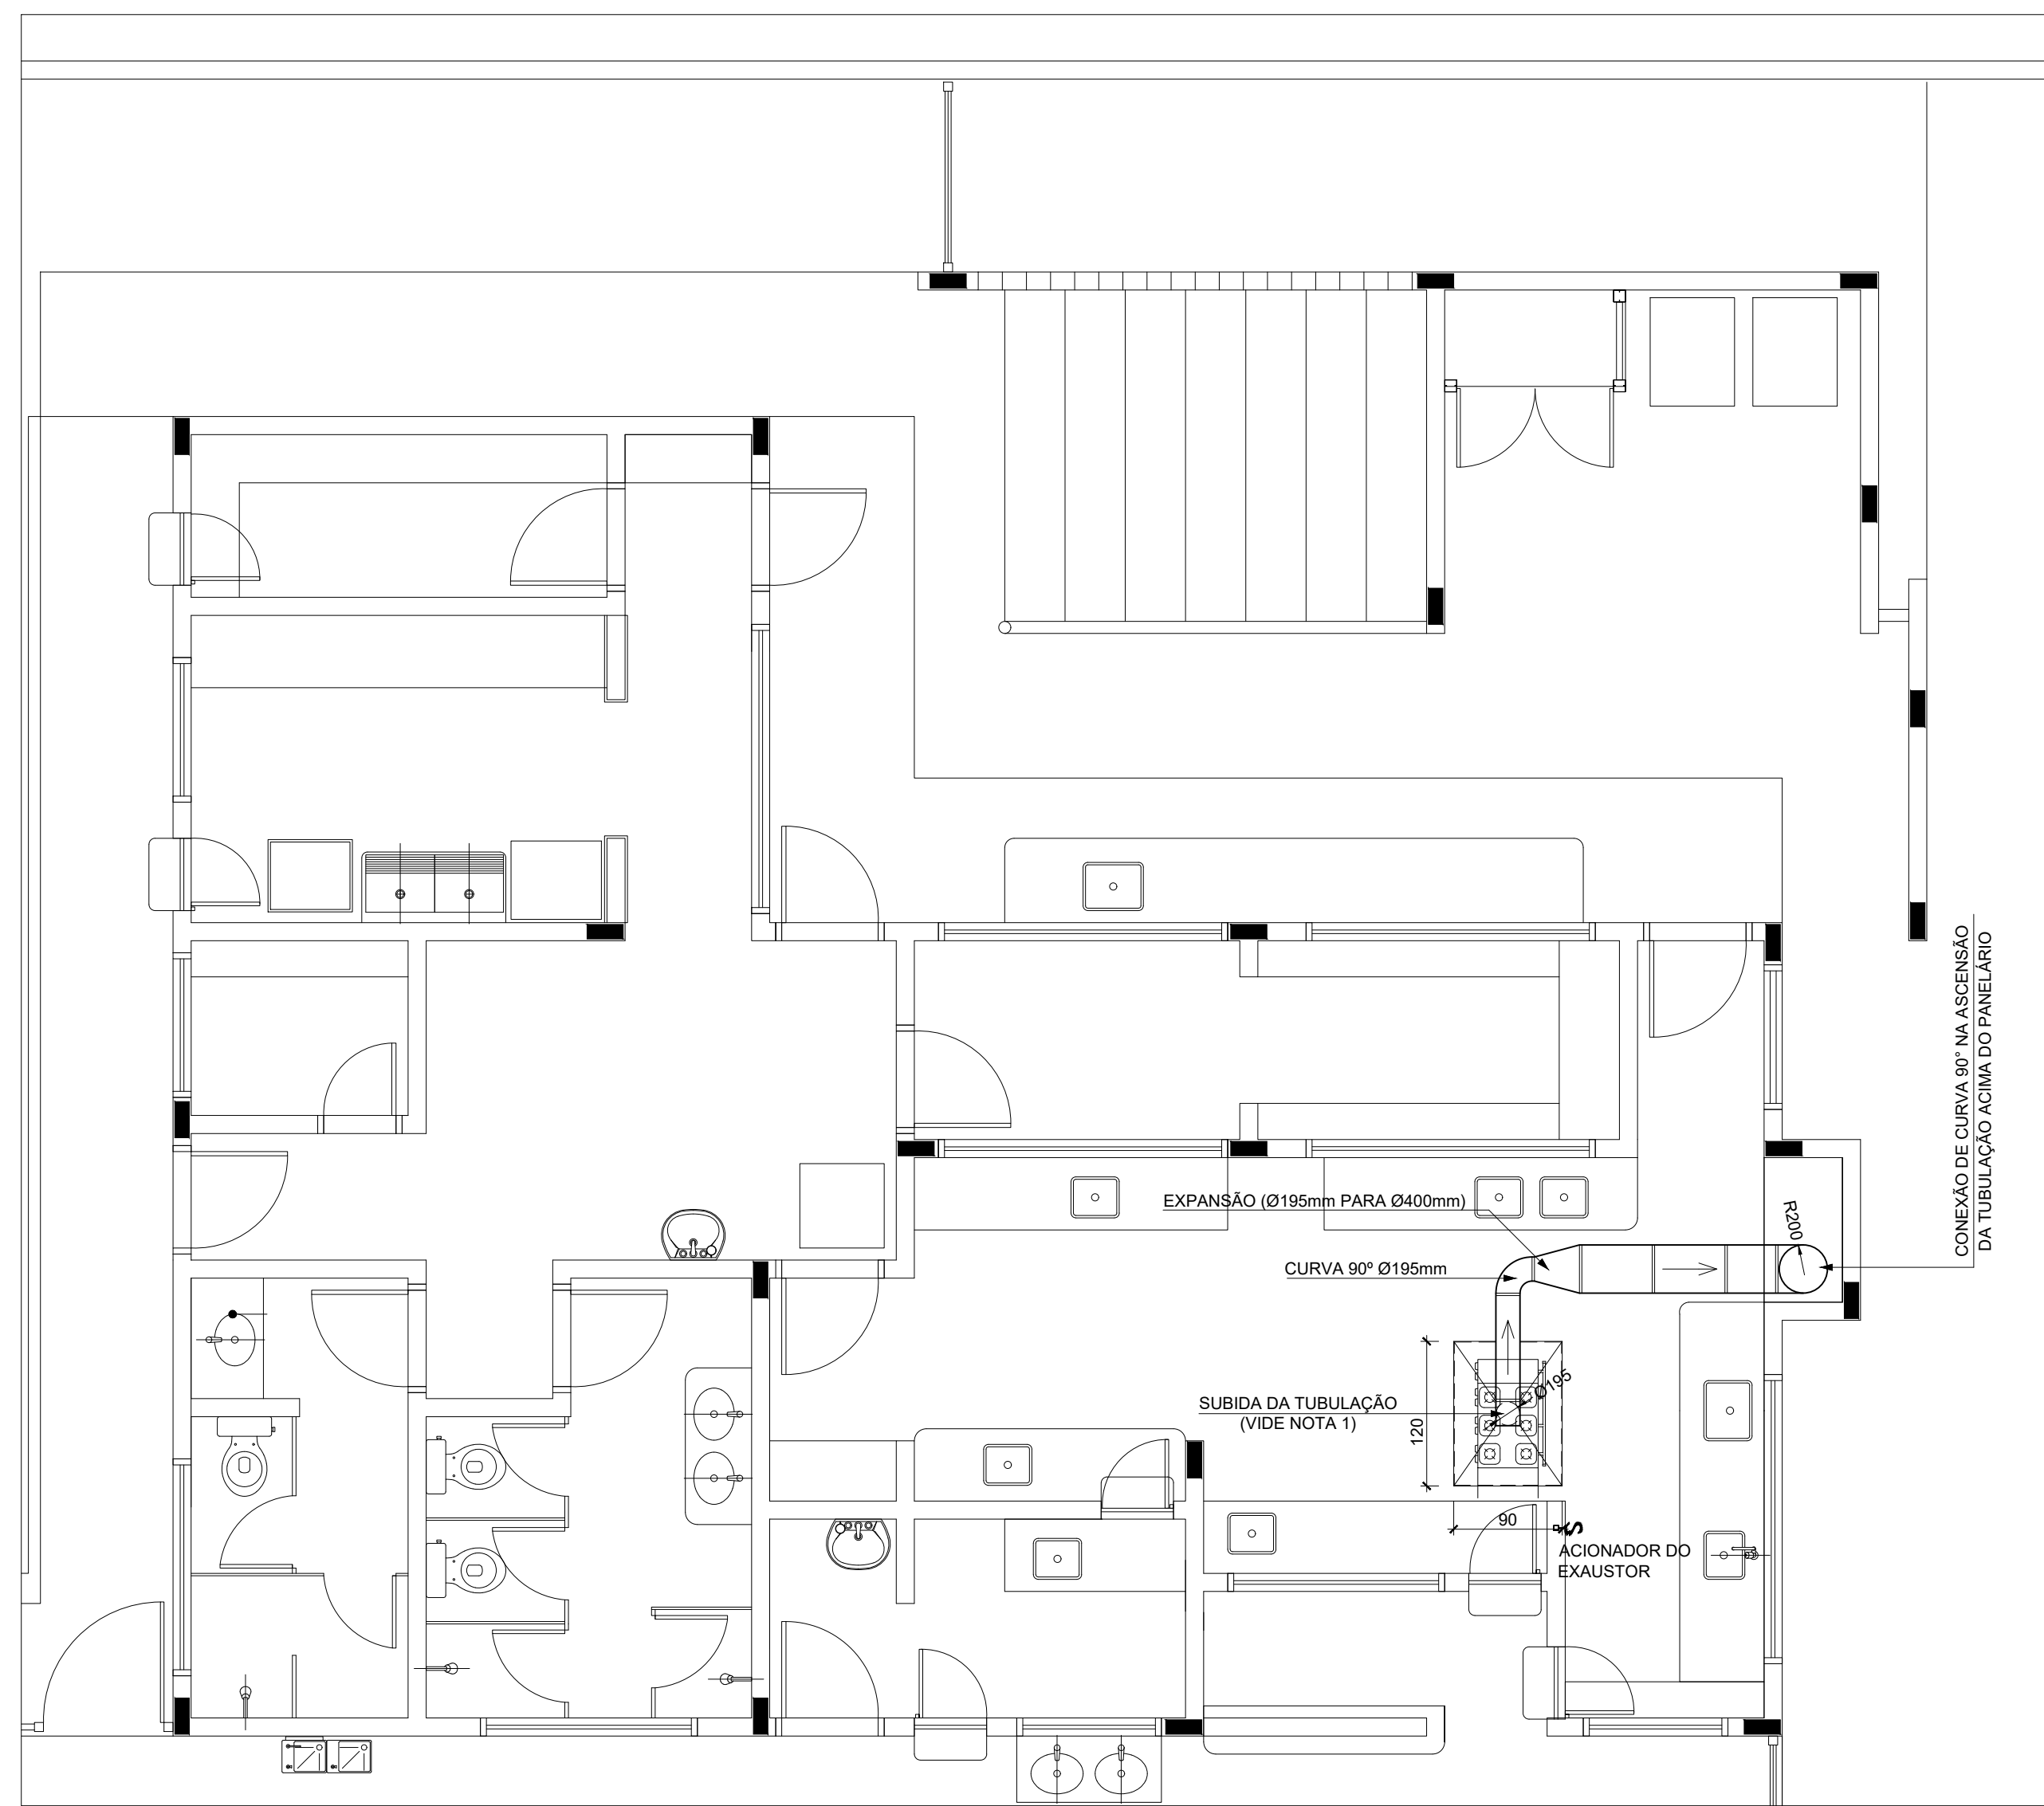 CONEXÃO DE CURVA 90° NA ASCENSÃO
DA TUBULAÇÃO ACIMA DO PANELÁRIO
EXPANSÃO (Ø195mm PARA Ø400mm)
R200
CURVA 90º Ø195mm
Ø195
SUBIDA DA TUBULAÇÃO
(VIDE NOTA 1)
120
90
S
ACIONADOR DO
EXAUSTOR